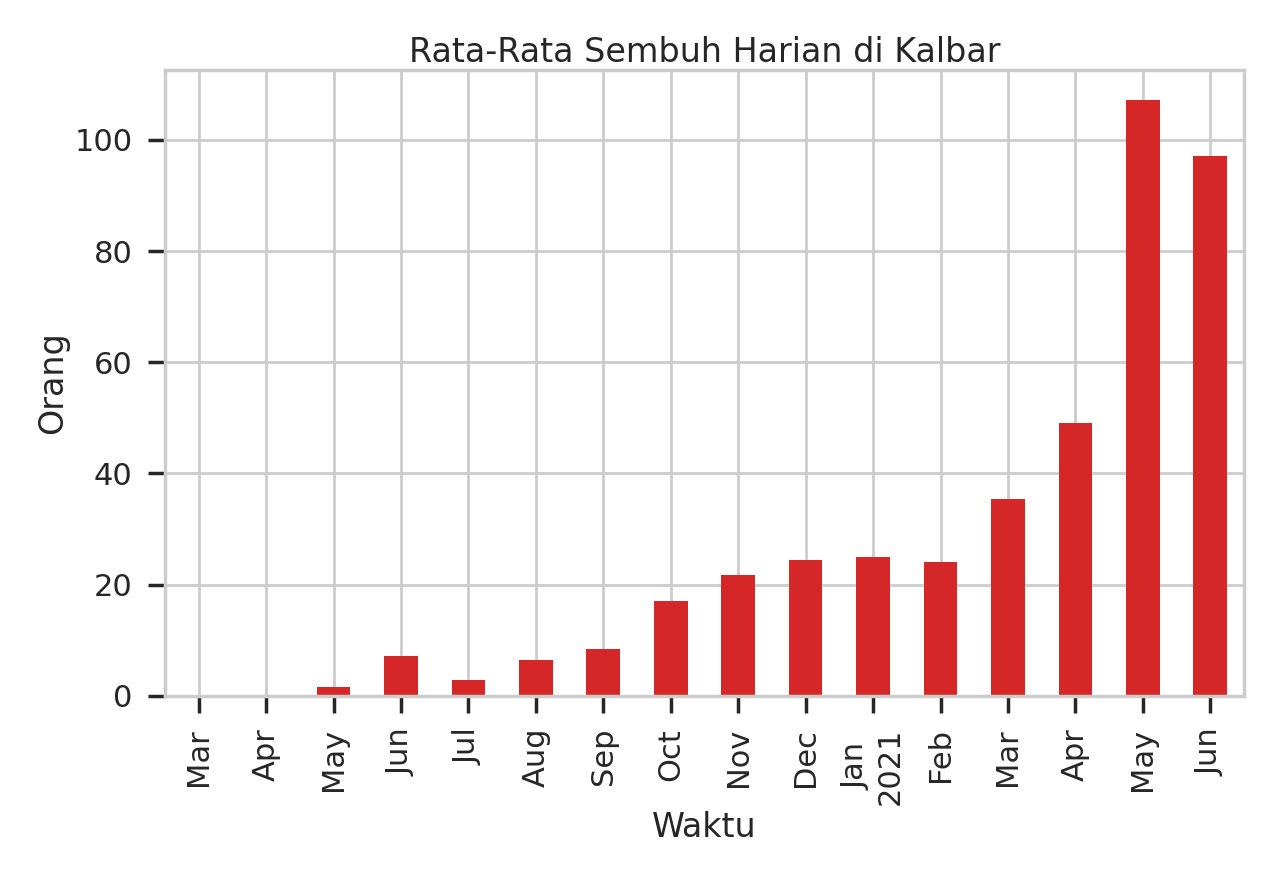 Rata-Rata Sembuh Harian di Kalbar
Orang
100
80
60
40
20
0
Mar
Apr
May
Jun
Jul
Aug
Sep
Oct
Nov
Dec
Jan
2021
Feb
Mar
Apr
May
Jun
Waktu